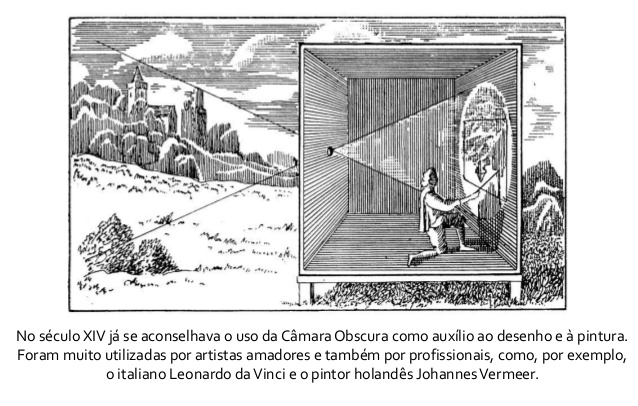 No século XIV já se aconselhava o uso da Câmara Obscura como auxílio ao desenho e à pintura.
Foram muito utilizadas por artistas amadores e também por profissionais, como, por exemplo,
o italiano Leonardo da Vinci e o pintor holandês Johannes Vermeer.